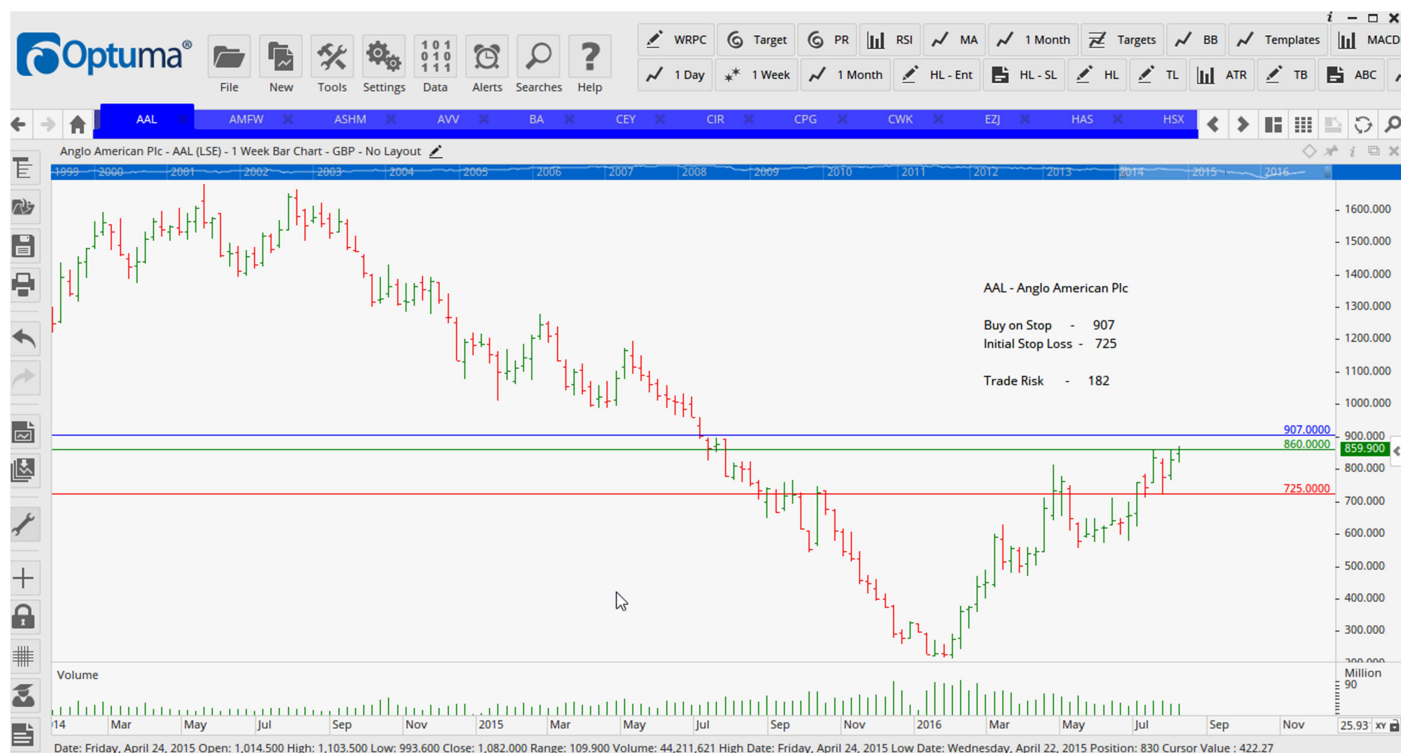 Optuma®
File New Tools Settings Data Alerts Searches Help
101
010
111
WRPC Target PR RSI MA 1 Month Targets BB Templates MACD
1 Day 1 Week 1 Month HL - Ent HL - SL HL TL ATR TB ABC
AAL AMFW ASHM AVV BA CEY CIR CPG CWK EZJ HAS HSX
Anglo American Plc - AAL (LSE) - 1 Week Bar Chart - GBP - No Layout
1999 2000 2001 2002 2003 2004 2005 2006 2007 2008 2009 2010 2011 2012 2013 2014 2015 2016
1600.000
1500.000
1400.000
AAL - Anglo American Plc
1300.000
Buy on Stop - 907
Initial Stop Loss - 725
1200.000
1100.000
Trade Risk - 182
1000.000
907.0000
900.000
860.0000
859.900
800.000
725.0000
700.000
600.000
500.000
400.000
300.000
200.000
Volume
Million
90
14 Mar May Jul Sep Nov 2015 Mar May Jul Sep Nov 2016 Mar May Jul Sep Nov 25.93 XY
Date: Friday, April 24, 2015 Open: 1,014.500 High: 1,103.500 Low: 993.600 Close: 1,082.000 Range: 109.900 Volume: 44,211,621 High Date: Friday, April 24, 2015 Low Date: Wednesday, April 22, 2015 Position: 830 Cursor Value : 422.27